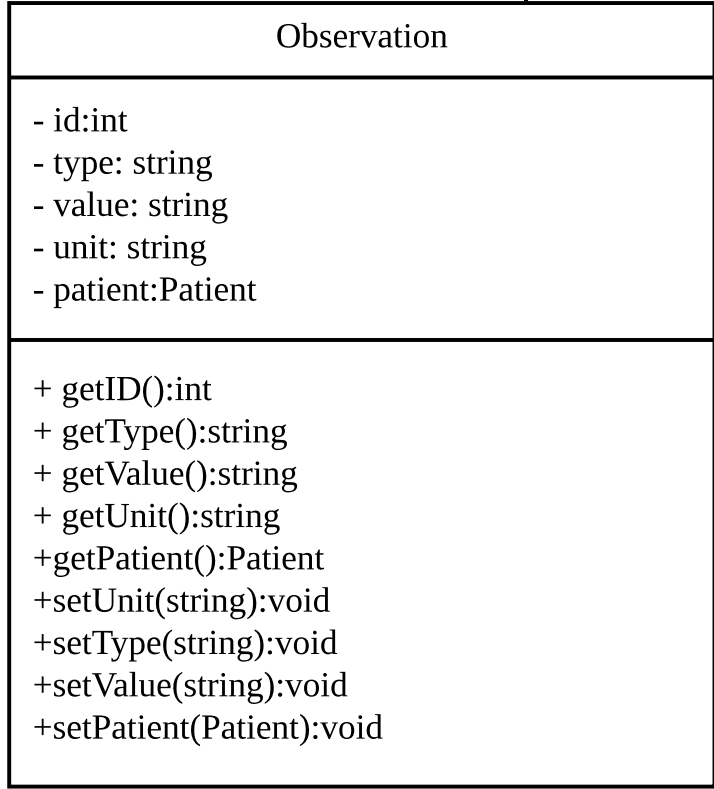 Observation
- id:int
- type: string
- value: string
- unit: string
- patient:Patient
+ getID():int
+ getType():string
+ getValue():string
+ getUnit():string
+getPatient():Patient
+setUnit(string):void
+setType(string):void
+setValue(string):void
+setPatient(Patient):void